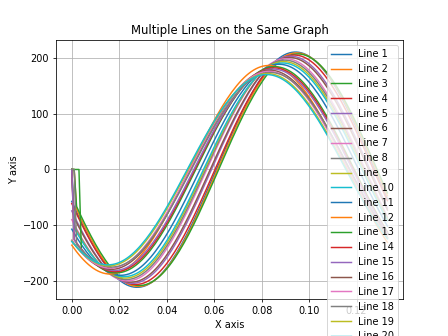 Multiple Lines on the Same Graph
Y axis
200
100
0
−100
−200
0.00
0.02
0.04
0.06
0.08
0.10
X axis
Line 1
Line 2
Line 3
Line 4
Line 5
Line 6
Line 7
Line 8
Line 9
Line 10
Line 11
Line 12
Line 13
Line 14
Line 15
Line 16
Line 17
Line 18
Line 19
Line 20